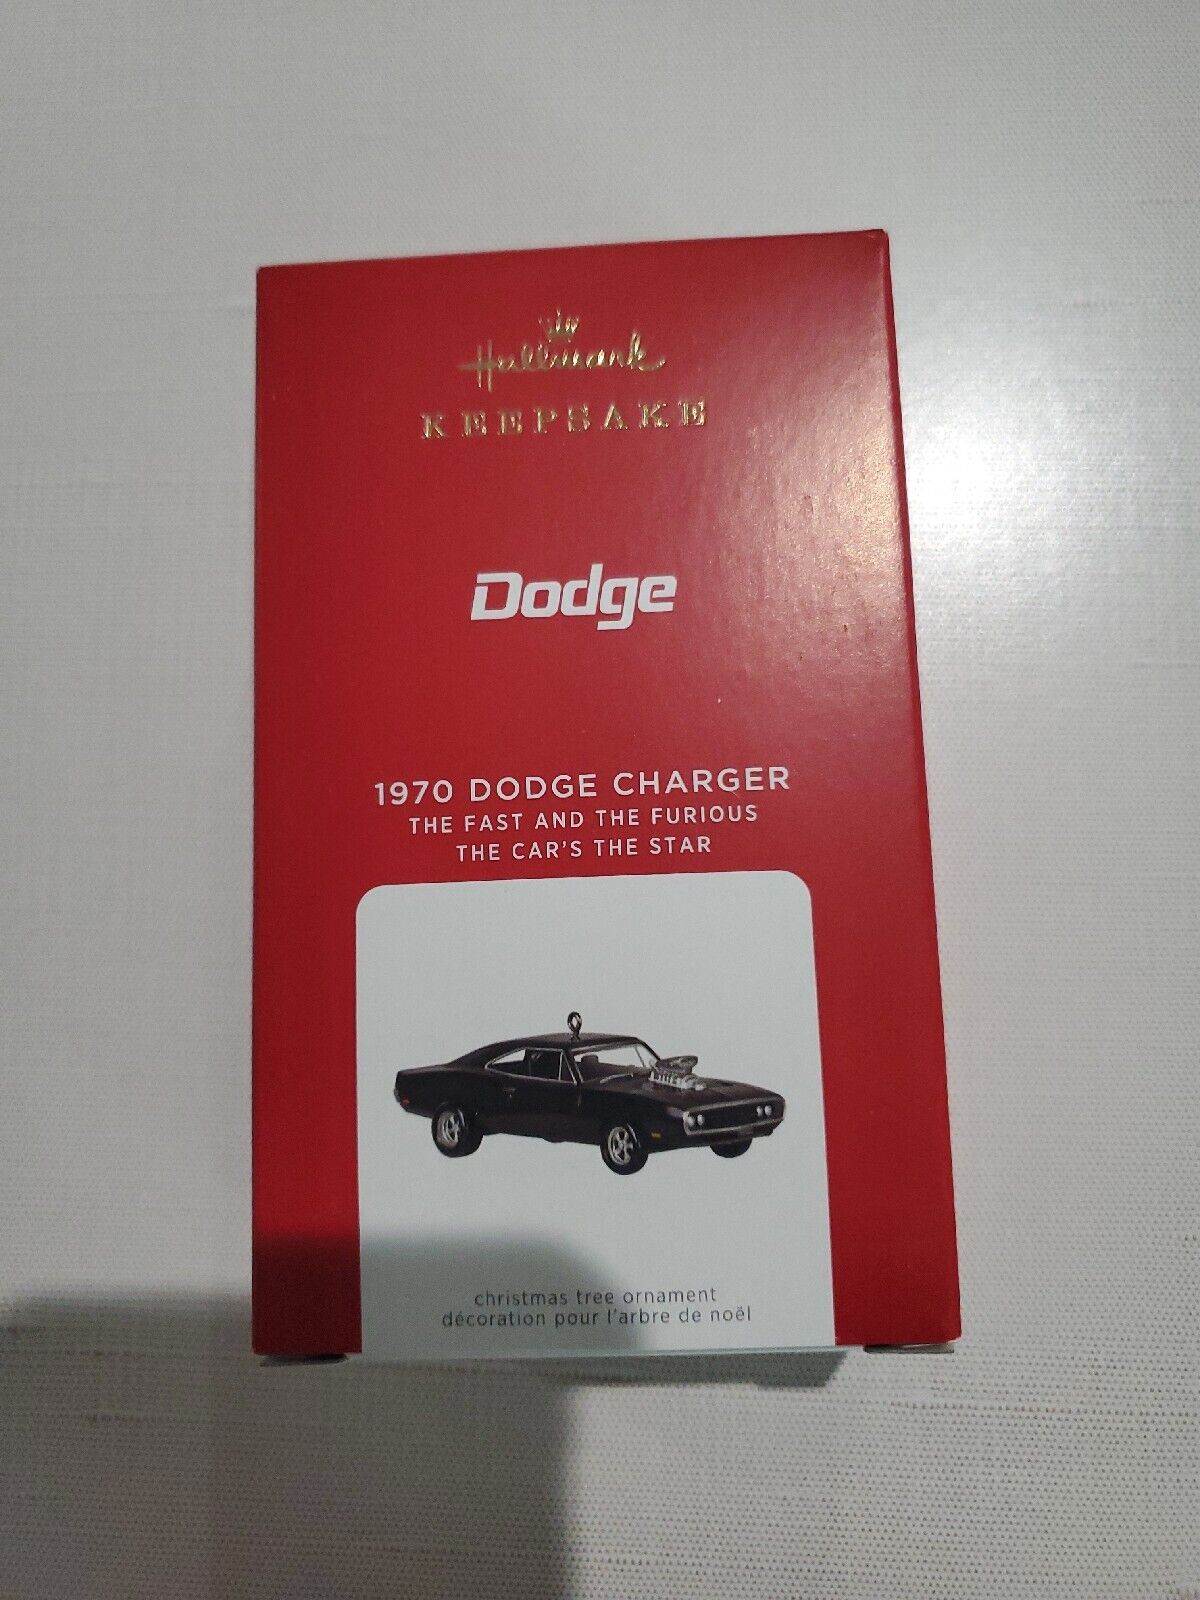 Hallmark
KEEPSAKE
Dodge
1970 DODGE CHARGER
THE FAST AND THE FURIOUS
THE CAR'S THE STAR
christmas tree ornament
décoration pour l'arbre de noël